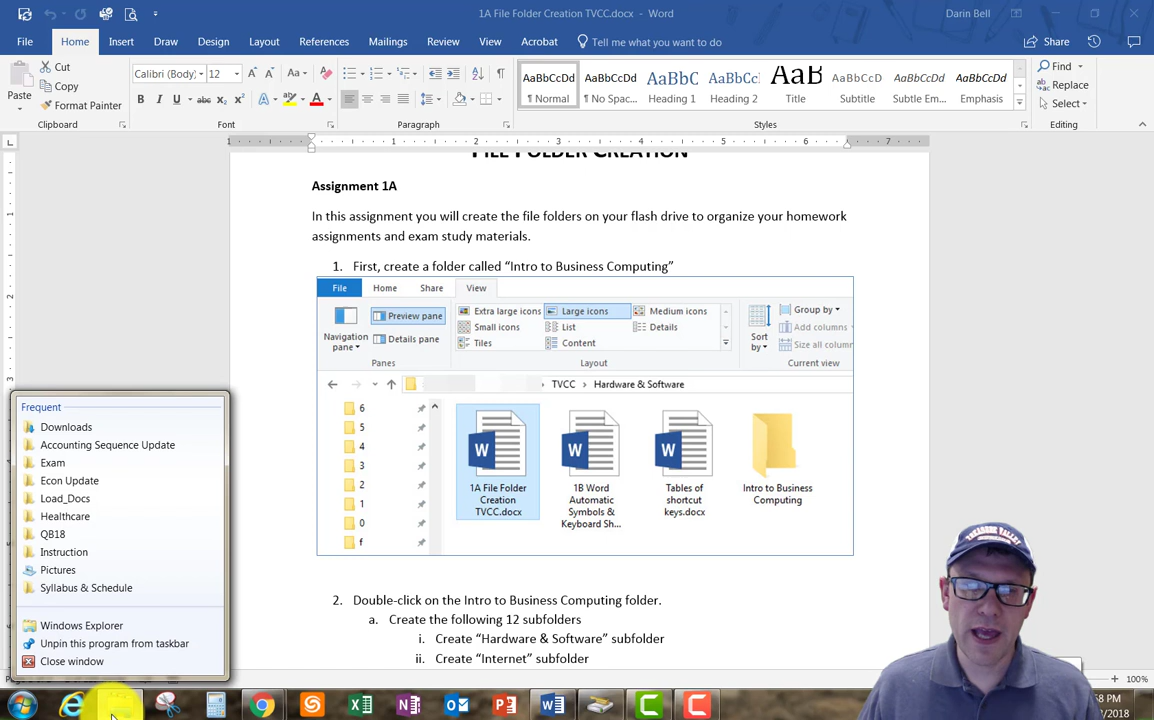 1A File Folder Creation TVCC.docx - Word
Darin Bell
File Home Insert Draw Design Layout References Mailings Review View Acrobat Tell me what you want to do
Share
Paste
Cut
Copy
Format Painter
Clipboard
Calibri (Body) 12
Font
Paragraph
AaBbCcDd
¶ Normal
AaBbCcDd
¶ No Spac...
AaBbC
Heading 1
AaBbCcD
Heading 2
AaB
Title
AaBbCcD
Subtitle
AaBbCcDd
Subtle Em...
AaBbCcDd
Emphasis
Styles
Find
Replace
Select
Editing
FILE FOLDER CREATION
Assignment 1A
In this assignment you will create the file folders on your flash drive to organize your homework
assignments and exam study materials.
1. First, create a folder called “Intro to Business Computing”
File Home Share View
Navigation
pane
Preview pane
Details pane
Panes
Extra large icons Large icons Medium icons
Small icons List Details
Tiles Content
Layout
Sort
by
Group by
Add columns
Size all column
Current view
TVCC › Hardware & Software
6
5
4
3
2
1
0
f
1A File Folder
Creation
TVCC.docx
1B Word
Automatic
Symbols &
Keyboard Sh...
Tables of
shortcut
keys.docx
Intro to Business
Computing
2. Double-click on the Intro to Business Computing folder.
a. Create the following 12 subfolders
i. Create “Hardware & Software” subfolder
ii. Create “Internet” subfolder
Frequent
Downloads
Accounting Sequence Update
Exam
Econ Update
Load_Docs
Healthcare
QB18
Instruction
Pictures
Syllabus & Schedule
Windows Explorer
Unpin this program from taskbar
Close window
100%
:58 PM
/2018
TREASURE VALLEY